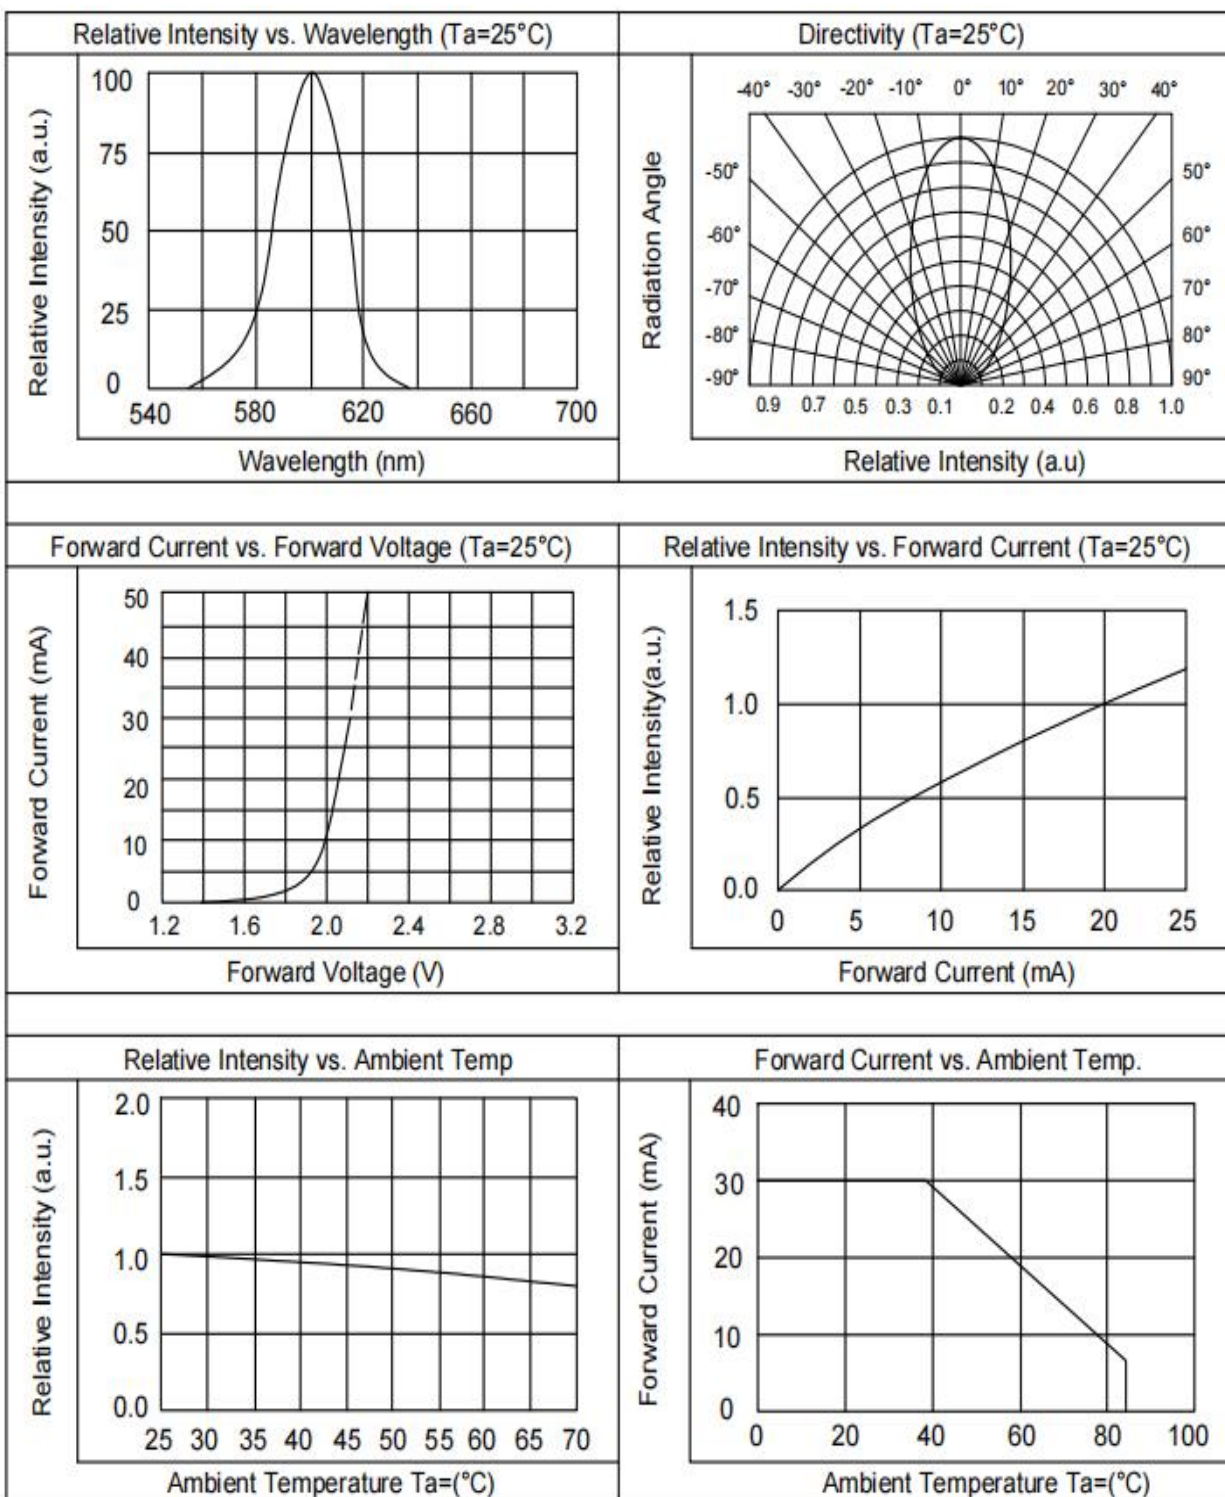 Relative Intensity vs. Wavelength (Ta=25°C)
Relative Intensity (a.u.)
100
75
50
25
0
540 580 620 660 700
Wavelength (nm)
Directivity (Ta=25°C)
Radiation Angle
-40° -30° -20° -10° 0° 10° 20° 30° 40°
-50° 50°
-60° 60°
-70° 70°
-80° 80°
-90° 90°
0.9 0.7 0.5 0.3 0.1 0.2 0.4 0.6 0.8 1.0
Relative Intensity (a.u)
Forward Current vs. Forward Voltage (Ta=25°C)
Forward Current (mA)
50
40
30
20
10
0
1.2 1.6 2.0 2.4 2.8 3.2
Forward Voltage (V)
Relative Intensity vs. Forward Current (Ta=25°C)
Relative Intensity(a.u.)
1.5
1.0
0.5
0.0
0 5 10 15 20 25
Forward Current (mA)
Relative Intensity vs. Ambient Temp
Relative Intensity (a.u.)
2.0
1.5
1.0
0.5
0.0
25 30 35 40 45 50 55 60 65 70
Ambient Temperature Ta=(°C)
Forward Current vs. Ambient Temp.
Forward Current (mA)
40
30
20
10
0
0 20 40 60 80 100
Ambient Temperature Ta=(°C)